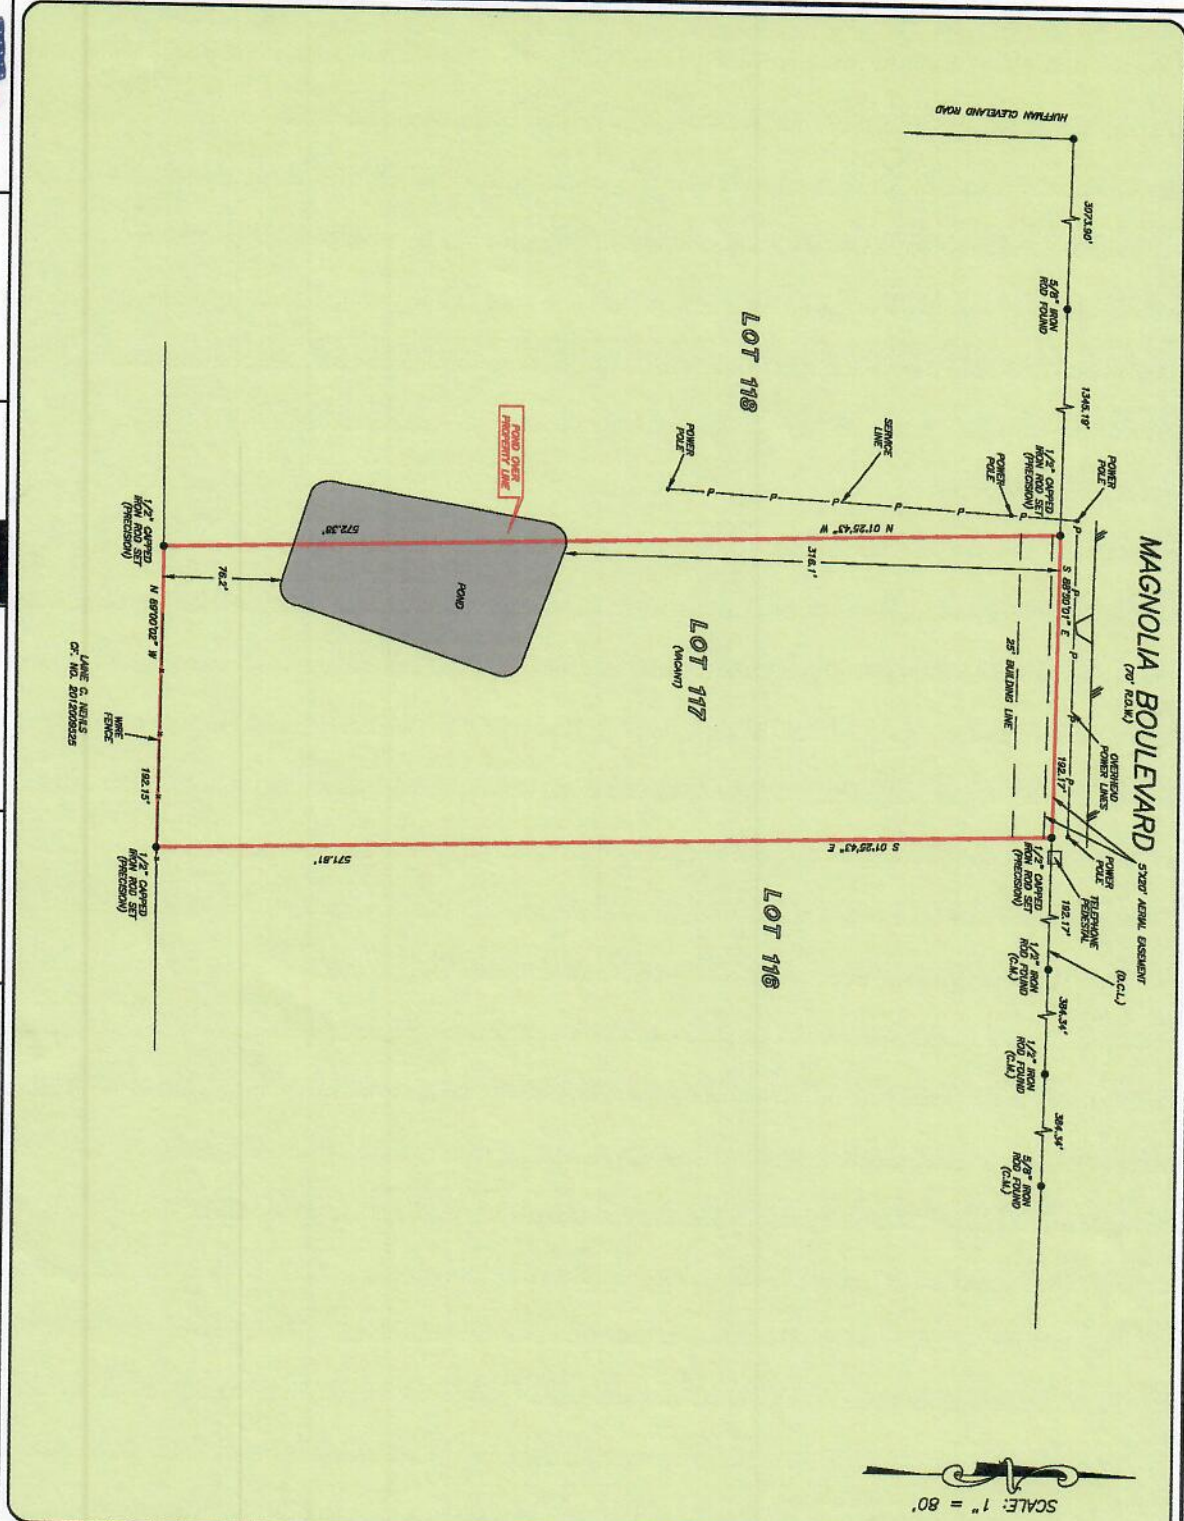 MAGNOLIA BOULEVARD
(70' R.O.W.)
HUFFMAN CLEVELAND ROAD
3073.90'
5/8" IRON
ROD FOUND
1345.19'
1/2" CAPPED
IRON ROD SET
(PRECISION)
POWER
POLE
POWER
POLE
SERVICE
LINE
POWER
POLE
P
P
P
P
P
P
P
P
P
P
P
OVERHEAD
POWER LINES
POWER
POLE
5'X20' AERIAL EASEMENT
TELEPHONE
PEDESTAL
(D.C.L.)
192.17'
192.17'
25' BUILDING LINE
1/2" CAPPED
IRON ROD SET
(PRECISION)
1/2" IRON
ROD FOUND
(C.M.)
384.34'
1/2" IRON
ROD FOUND
(C.M.)
384.34'
5/8" IRON
ROD FOUND
(C.M.)
LOT 118
LOT 117
(VACANT)
LOT 116
N 01°25'43" W
316.1'
S 01°25'43" E
571.81'
572.38'
POND OVER
PROPERTY LINE
POND
76.2'
1/2" CAPPED
IRON ROD SET
(PRECISION)
N 89°00'02" W
WIRE
FENCE
192.15'
1/2" CAPPED
IRON ROD SET
(PRECISION)
LAINE G. NEHLS
CF. NO. 2012009525
SCALE: 1" = 80'